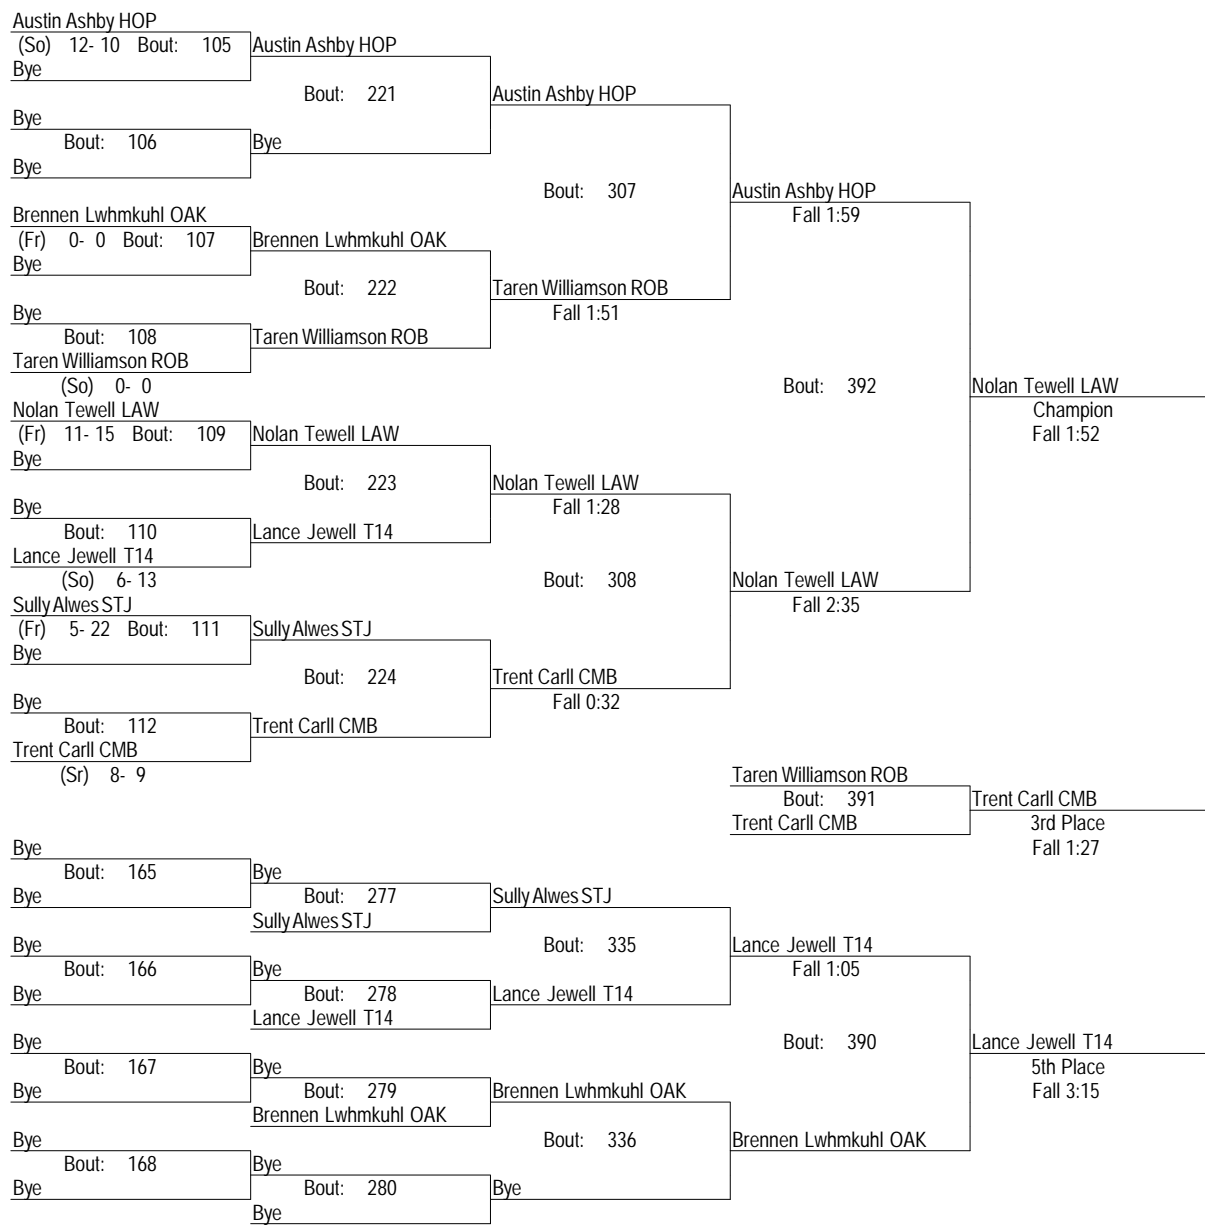 Austin Ashby HOP
(So) 12- 10 Bout: 105 Austin Ashby HOP
Bye
Bout: 221 Austin Ashby HOP
Bye
Bout: 106 Bye
Bye
Bout: 307 Austin Ashby HOP
Brennen Lwhmkuhl OAK Fall 1:59
(Fr) 0- 0 Bout: 107 Brennen Lwhmkuhl OAK
Bye
Bout: 222 Taren Williamson ROB
Bye Fall 1:51
Bout: 108 Taren Williamson ROB
Taren Williamson ROB
(So) 0- 0 Bout: 392 Nolan Tewell LAW
Nolan Tewell LAW Champion
(Fr) 11- 15 Bout: 109 Nolan Tewell LAW Fall 1:52
Bye
Bout: 223 Nolan Tewell LAW
Bye Fall 1:28
Bout: 110 Lance Jewell T14
Lance Jewell T14
(So) 6- 13 Bout: 308 Nolan Tewell LAW
Sully Alwes STJ Fall 2:35
(Fr) 5- 22 Bout: 111 Sully Alwes STJ
Bye
Bout: 224 Trent Carll CMB
Bye Fall 0:32
Bout: 112 Trent Carll CMB
Trent Carll CMB
(Sr) 8- 9 Taren Williamson ROB
Bout: 391 Trent Carll CMB
Trent Carll CMB 3rd Place
Bye Fall 1:27
Bout: 165 Bye
Bye Bout: 277 Sully Alwes STJ
Sully Alwes STJ
Bye Bout: 335 Lance Jewell T14
Bout: 166 Bye Fall 1:05
Bye Bout: 278 Lance Jewell T14
Lance Jewell T14
Bye Bout: 390 Lance Jewell T14
Bout: 167 Bye 5th Place
Bye Bout: 279 Brennen Lwhmkuhl OAK Fall 3:15
Brennen Lwhmkuhl OAK
Bye Bout: 336 Brennen Lwhmkuhl OAK
Bout: 168 Bye
Bye Bout: 280 Bye
Bye